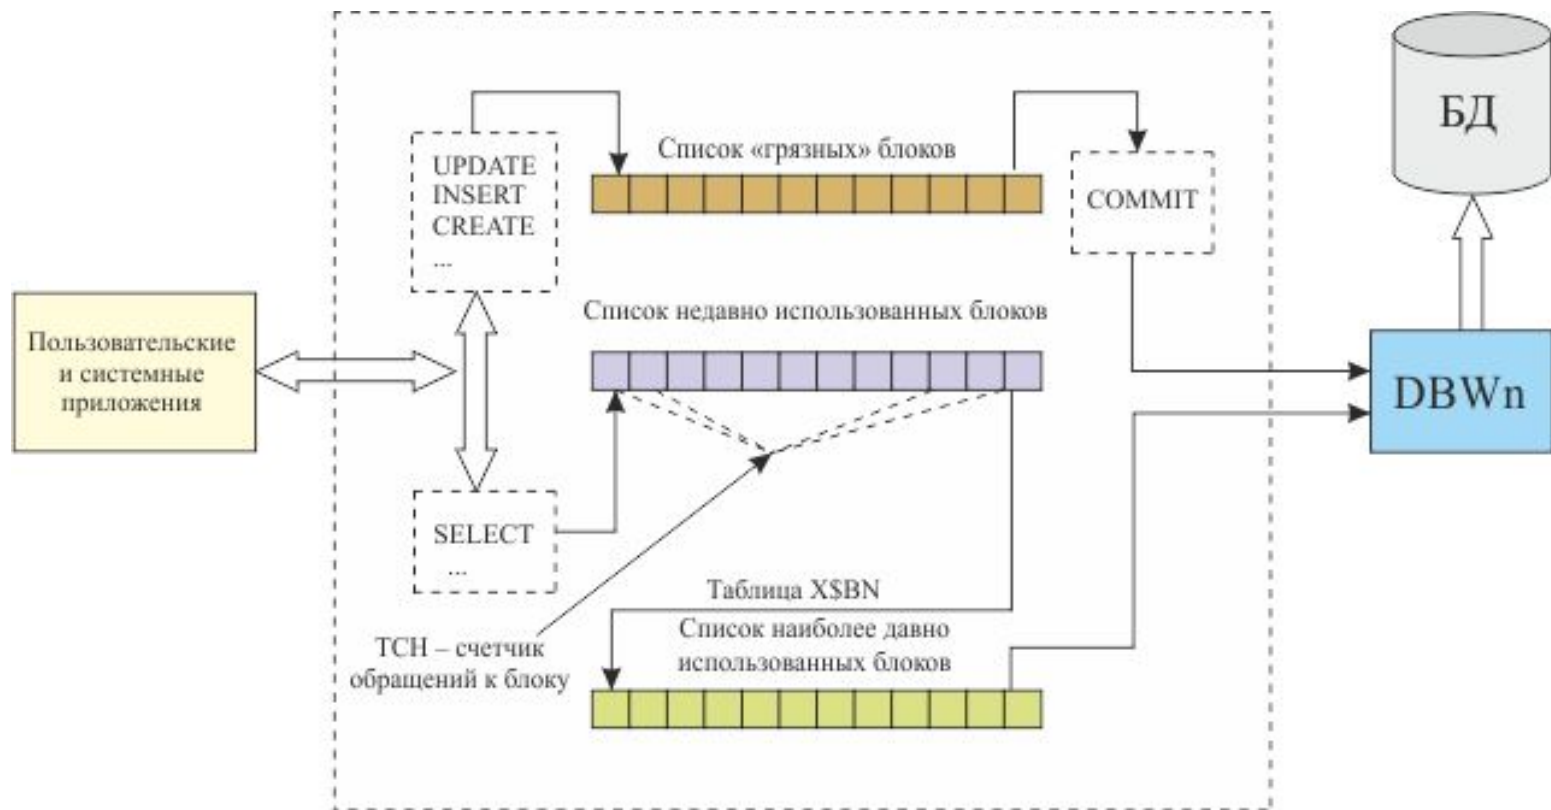 UPDATE
INSERT
CREATE
...
Список «грязных» блоков
COMMIT
БД
Список недавно использованных блоков
Пользовательские
и системные
приложения
DBWn
SELECT
...
Таблица X$BN
ТСН – счетчик
обращений к блоку
Список наиболее давно
использованных блоков